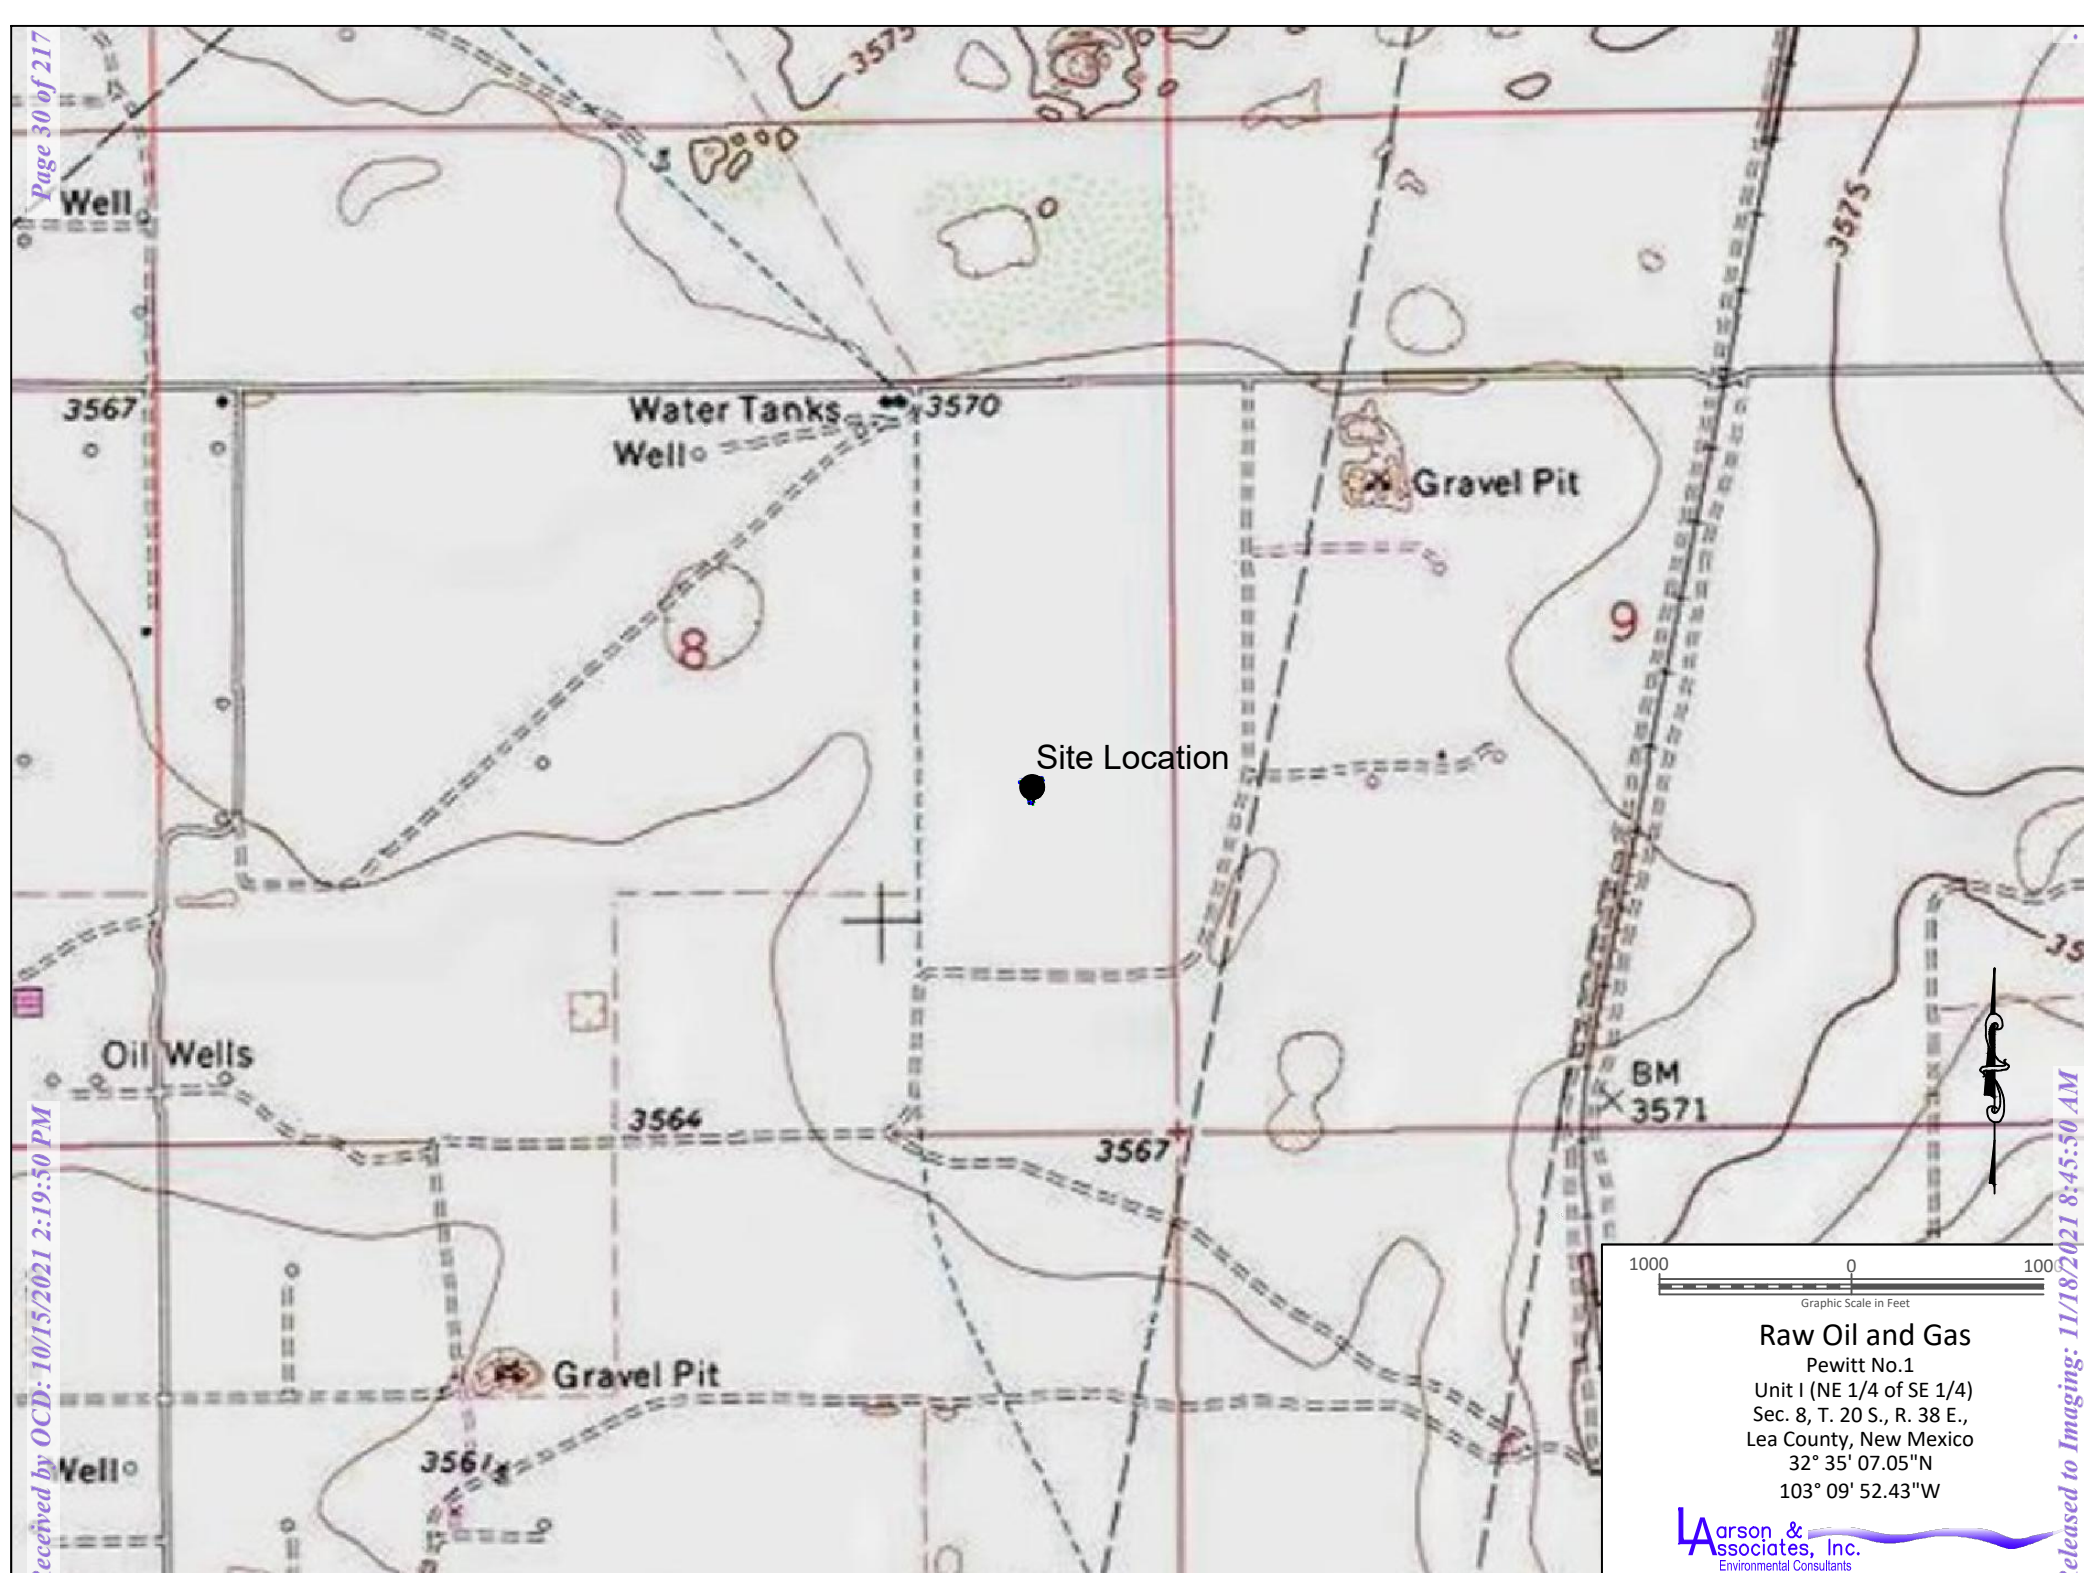 Page 30 of 217
3575
Well
3575
3567
Water Tanks
3570
Well
Gravel Pit
9
8
Site Location
Oil Wells
BM
3571
3564
3567
Gravel Pit
3561
Well
1000
0
Graphic Scale in Feet
Raw Oil and Gas
Pewitt No.1
Unit I (NE 1/4 of SE 1/4)
Sec. 8, T. 20 S., R. 38 E.,
Lea County, New Mexico
32° 35' 07.05"N
103° 09' 52.43"W
Larson &
Associates, Inc.
Environmental Consultants
Received by OCD: 10/15/2021 2:19:50 PM
Released to Imaging: 11/18/2021 8:45:50 AM